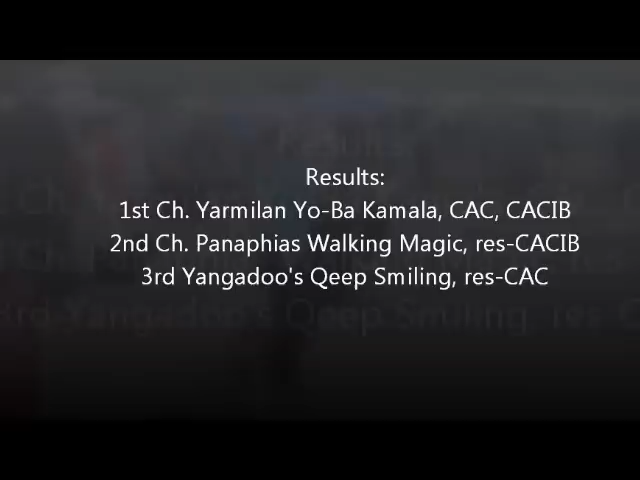 Results:
1st Ch. Yarmilan Yo-Ba Kamala, CAC, CACIB
2nd Ch. Panaphias Walking Magic, res-CACIB
3rd Yangadoo's Qeep Smiling, res-CAC